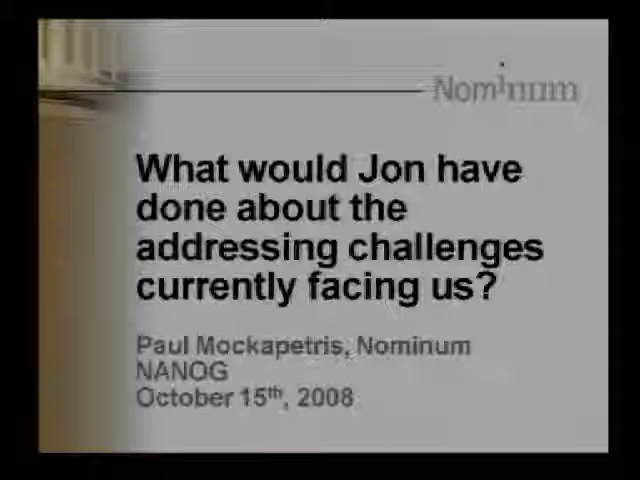 Nominum
What would Jon have
done about the
addressing challenges
currently facing us?
Paul Mockapetris, Nominum
NANOG
October 15th, 2008